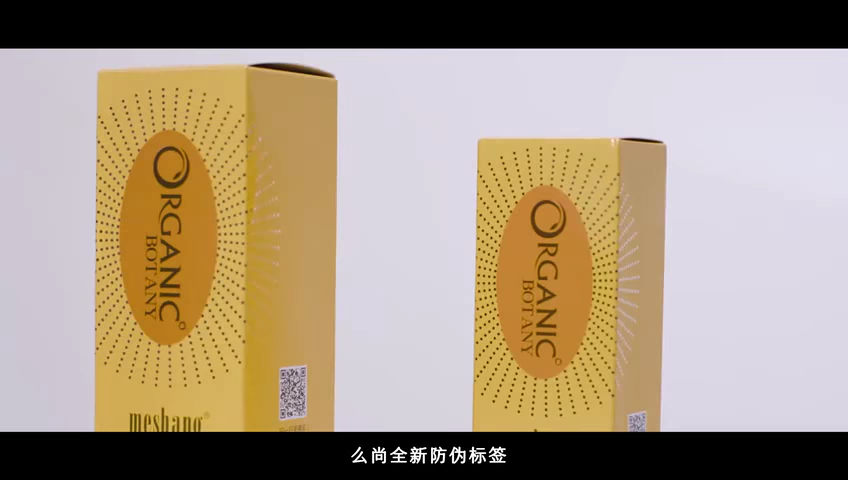 ORGANIC
BOTANY
meshang®
ORGANIC
BOTANY
么尚全新防伪标签